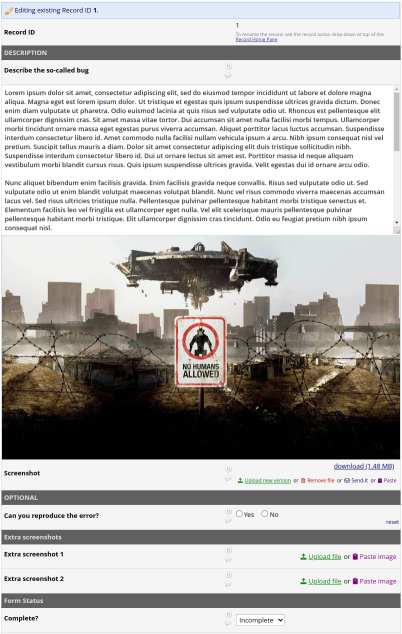 Editing existing Record ID 1.
Record ID
1
To rename the record, see the record action drop-down at top of the
Record Home Page.
DESCRIPTION
Describe the so-called bug
Lorem ipsum dolor sit amet, consectetur adipiscing elit, sed do eiusmod tempor incididunt ut labore et dolore magna
aliqua. Magna eget est lorem ipsum dolor. Ut tristique et egestas quis ipsum suspendisse ultrices gravida dictum. Donec
enim diam vulputate ut pharetra. Odio euismod lacinia at quis risus sed vulputate odio ut. Rhoncus est pellentesque elit
ullamcorper dignissim cras. Sit amet massa vitae tortor. Dui accumsan sit amet nulla facilisi morbi tempus. Ullamcorper
morbi tincidunt ornare massa eget egestas purus viverra accumsan. Aliquet porttitor lacus luctus accumsan. Suspendisse
interdum consectetur libero id. Amet commodo nulla facilisi nullam vehicula ipsum a arcu. Nibh ipsum consequat nisl vel
pretium. Suscipit tellus mauris a diam. Dolor sit amet consectetur adipiscing elit duis tristique sollicitudin nibh.
Suspendisse interdum consectetur libero id. Dui ut ornare lectus sit amet est. Porttitor massa id neque aliquam
vestibulum morbi blandit cursus risus. Quis ipsum suspendisse ultrices gravida. Velit egestas dui id ornare arcu odio.
Nunc aliquet bibendum enim facilisis gravida. Enim facilisis gravida neque convallis. Risus sed vulputate odio ut. Sed
vulputate odio ut enim blandit volutpat maecenas volutpat blandit. Nunc vel risus commodo viverra maecenas accumsan
lacus vel. Sed risus ultricies tristique nulla. Pellentesque pulvinar pellentesque habitant morbi tristique senectus et.
Elementum facilisis leo vel fringilla est ullamcorper eget nulla. Vel elit scelerisque mauris pellentesque pulvinar
pellentesque habitant morbi tristique. Elit ullamcorper dignissim cras tincidunt. Odio eu feugiat pretium nibh ipsum
consequat nisl.
NO HUMANS
ALLOWED
Screenshot
download (1.48 MB)
Upload new version or Remove file or Send-It or Paste
OPTIONAL
Can you reproduce the error?
Yes No
reset
Extra screenshots
Extra screenshot 1
Upload file or Paste image
Extra screenshot 2
Upload file or Paste image
Form Status
Complete?
Incomplete